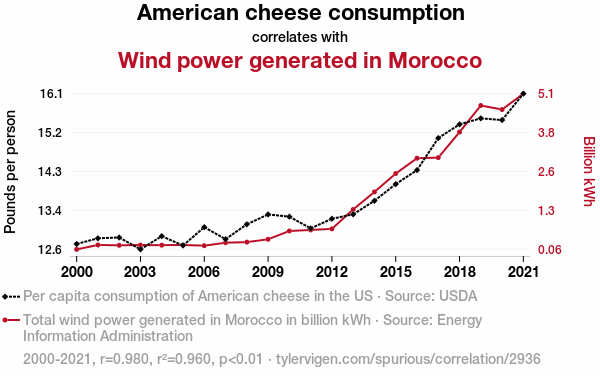 American cheese consumption
correlates with
Wind power generated in Morocco
16.1
15.2
14.3
13.4
12.6
Pounds per person
5.1
3.8
2.6
1.3
0.06
Billion kWh
2000 2003 2006 2009 2012 2015 2018 2021
Per capita consumption of American cheese in the US · Source: USDA
Total wind power generated in Morocco in billion kWh · Source: Energy
Information Administration
2000-2021, r=0.980, r²=0.960, p<0.01 · tylervigen.com/spurious/correlation/2936